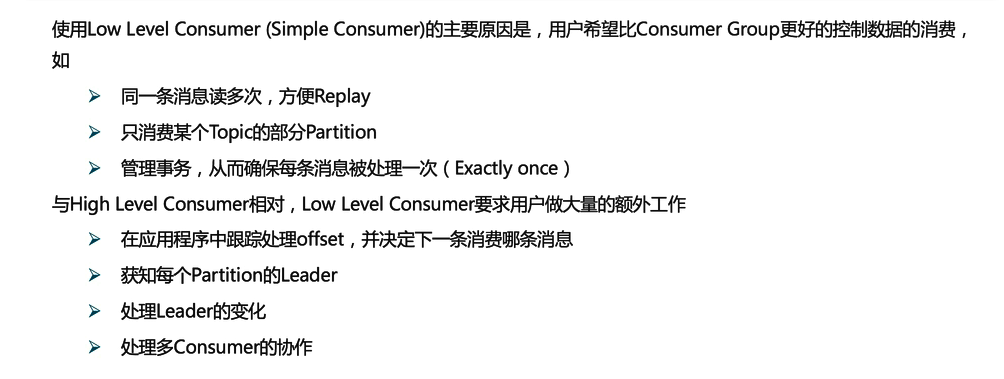 使用Low Level Consumer (Simple Consumer)的主要原因是，用户希望比Consumer Group更好的控制数据的消费，
如
➢ 同一条消息读多次，方便Replay
➢ 只消费某个Topic的部分Partition
➢ 管理事务，从而确保每条消息被处理一次（Exactly once）
与High Level Consumer相对，Low Level Consumer要求用户做大量的额外工作
➢ 在应用程序中跟踪处理offset，并决定下一条消费哪条消息
➢ 获知每个Partition的Leader
➢ 处理Leader的变化
➢ 处理多Consumer的协作